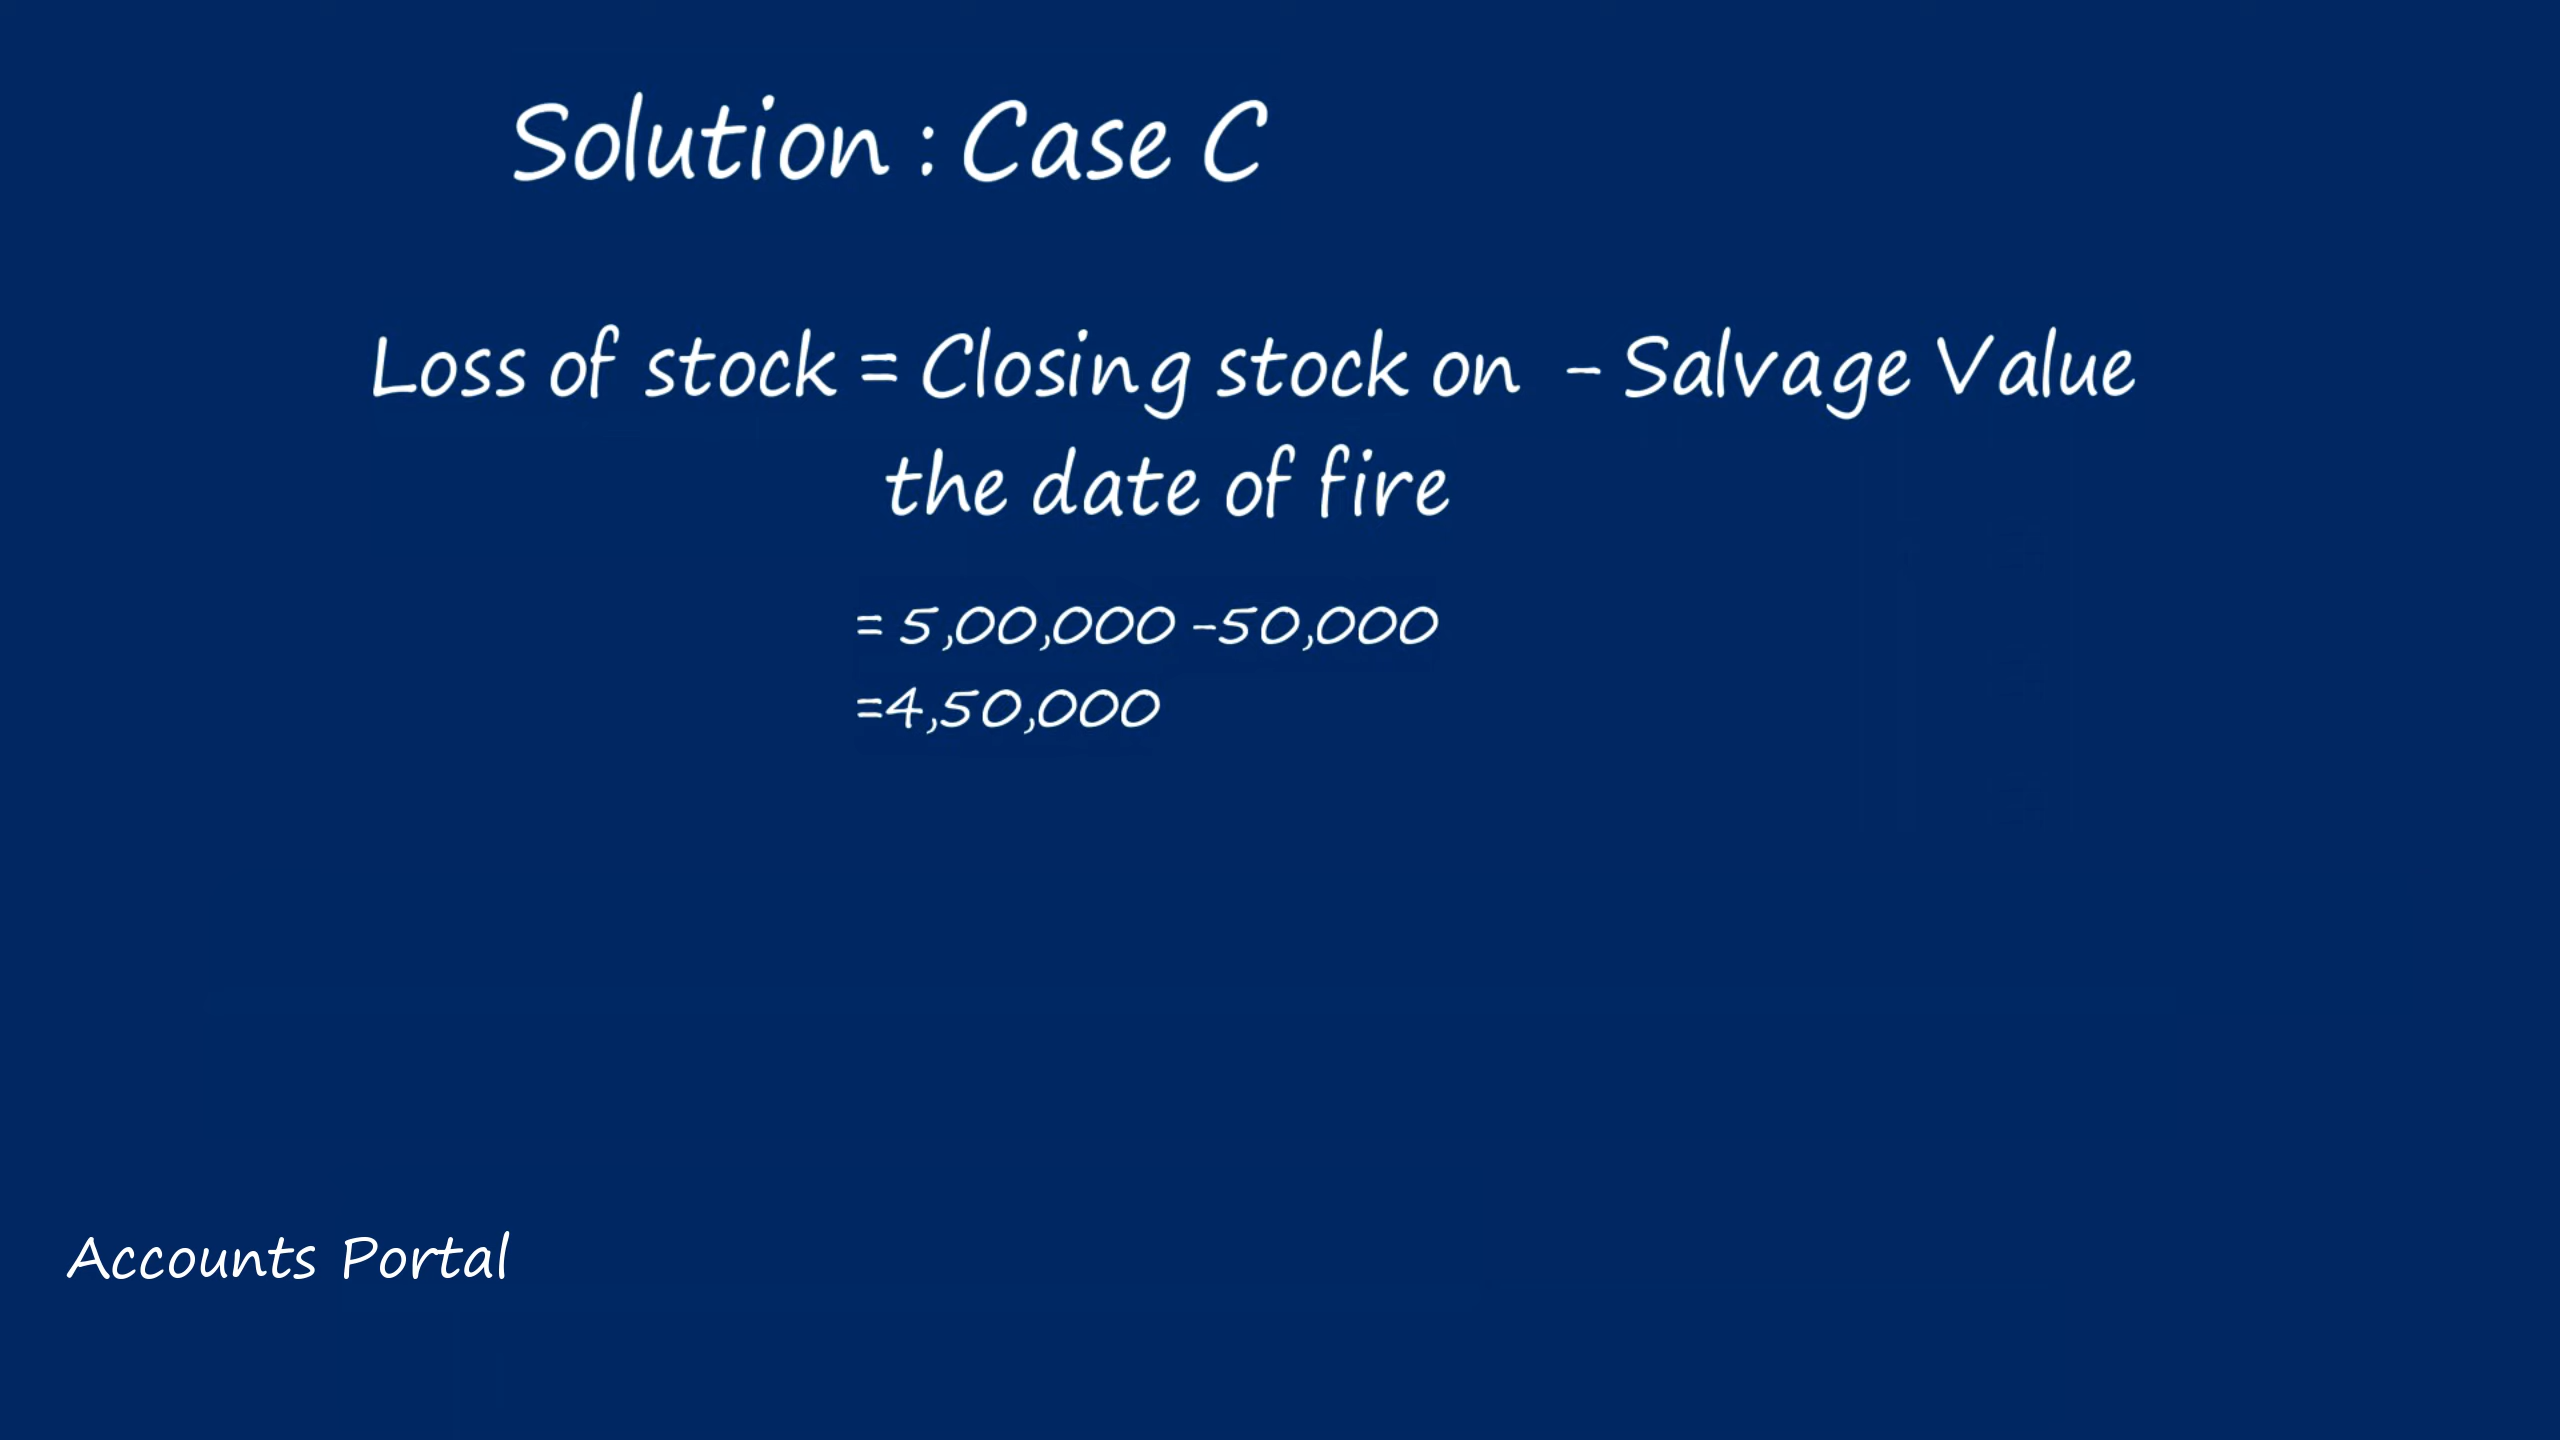 Solution : Case C
Loss of stock = Closing stock on - Salvage Value
the date of fire
= 5,00,000 -50,000
=4,50,000
Accounts Portal